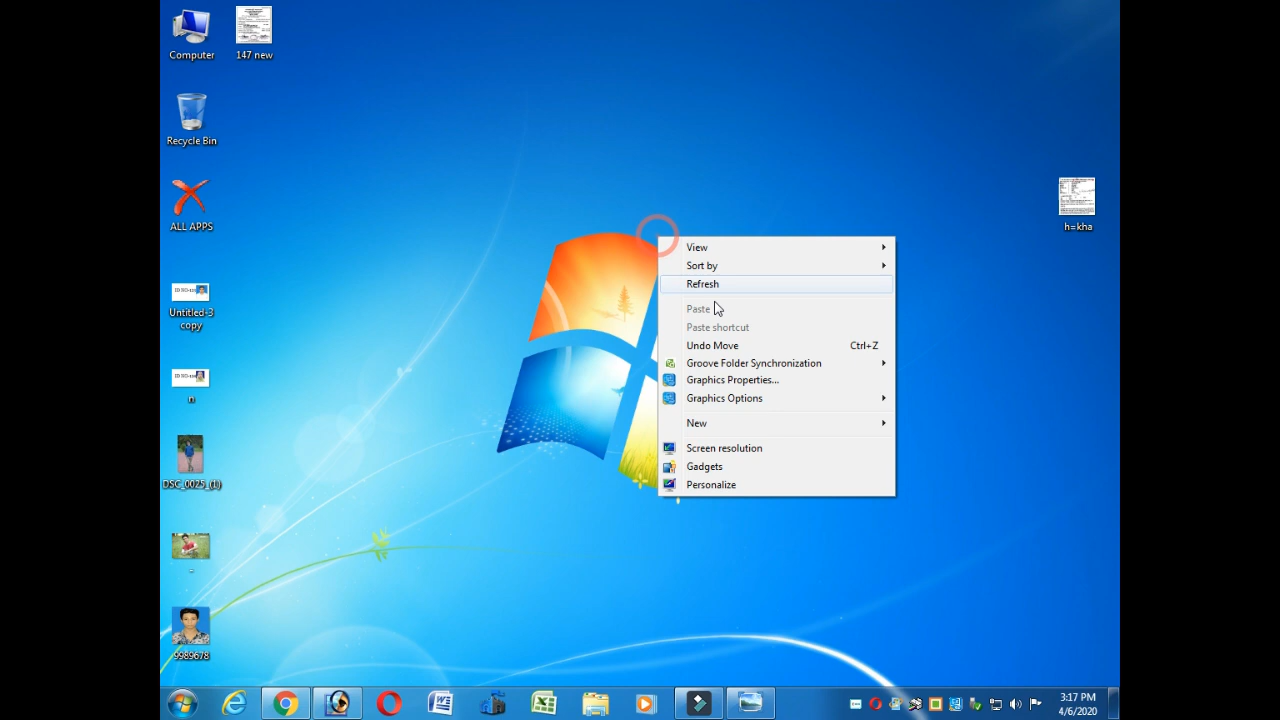 Computer
147 new
Recycle Bin
ALL APPS
h=kha
Untitled-3
copy
n
DSC_0025_(1)
-
9989678
View
Sort by
Refresh
Paste
Paste shortcut
Undo Move Ctrl+Z
Groove Folder Synchronization
Graphics Properties...
Graphics Options
New
Screen resolution
Gadgets
Personalize
3:17 PM
4/6/2020